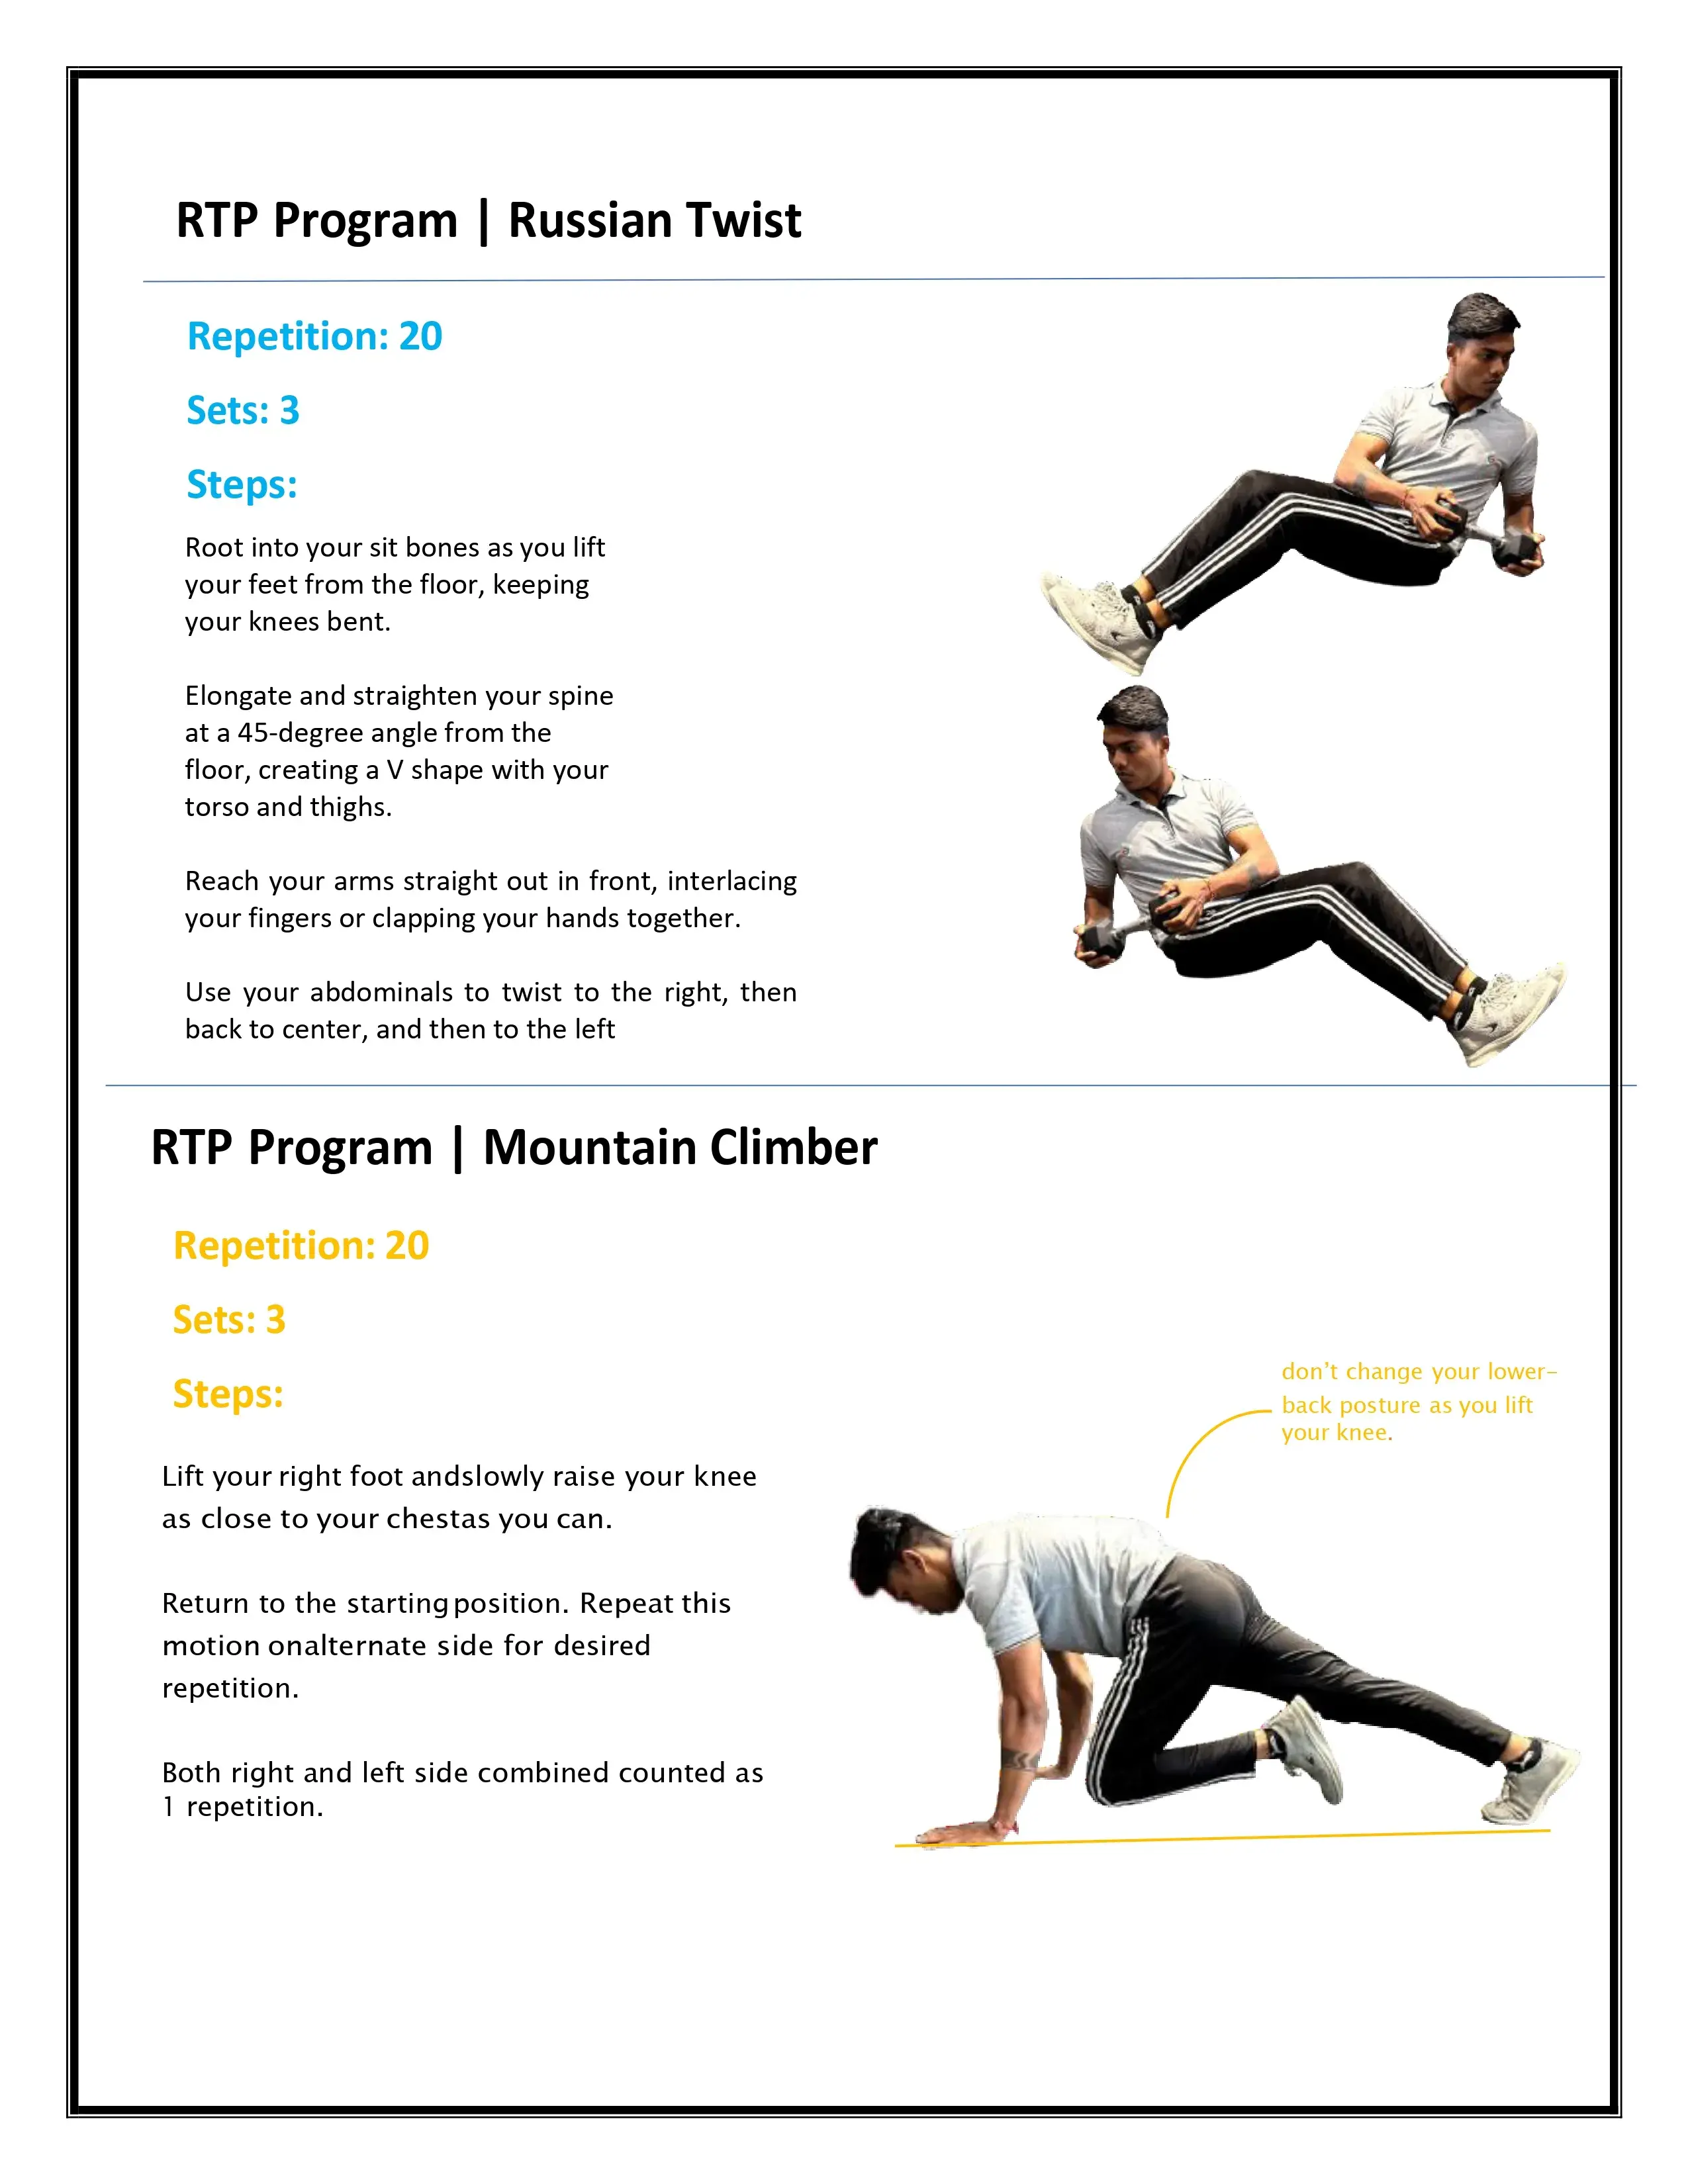 RTP Program | Russian Twist
Repetition: 20
Sets: 3
Steps:
Root into your sit bones as you lift
your feet from the floor, keeping
your knees bent.
Elongate and straighten your spine
at a 45-degree angle from the
floor, creating a V shape with your
torso and thighs.
Reach your arms straight out in front, interlacing
your fingers or clapping your hands together.
Use your abdominals to twist to the right, then
back to center, and then to the left
RTP Program | Mountain Climber
Repetition: 20
Sets: 3
Steps:
don't change your lower-
back posture as you lift
your knee.
Lift your right foot andslowly raise your knee
as close to your chestas you can.
Return to the startingposition. Repeat this
motion onalternate side for desired
repetition.
Both right and left side combined counted as
1 repetition.